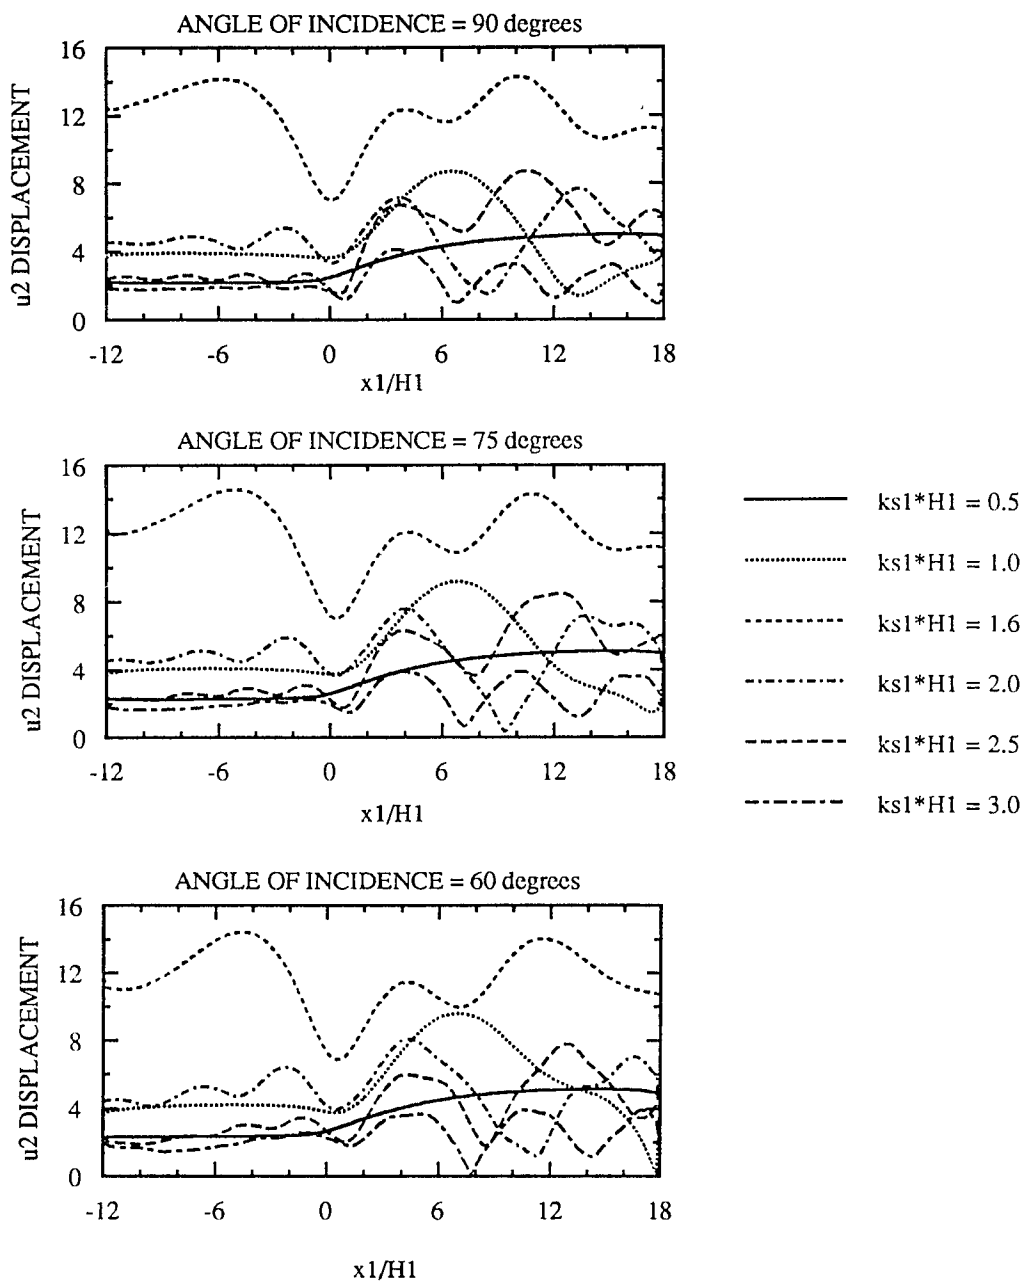 ANGLE OF INCIDENCE = 90 degrees
16
12
8
4
0
u2 DISPLACEMENT
-12 -6 0 6 12 18
x1/H1
ANGLE OF INCIDENCE = 75 degrees
16
12
8
4
0
u2 DISPLACEMENT
-12 -6 0 6 12 18
x1/H1
ks1*H1 = 0.5
ks1*H1 = 1.0
ks1*H1 = 1.6
ks1*H1 = 2.0
ks1*H1 = 2.5
ks1*H1 = 3.0
ANGLE OF INCIDENCE = 60 degrees
16
12
8
4
0
u2 DISPLACEMENT
-12 -6 0 6 12 18
x1/H1